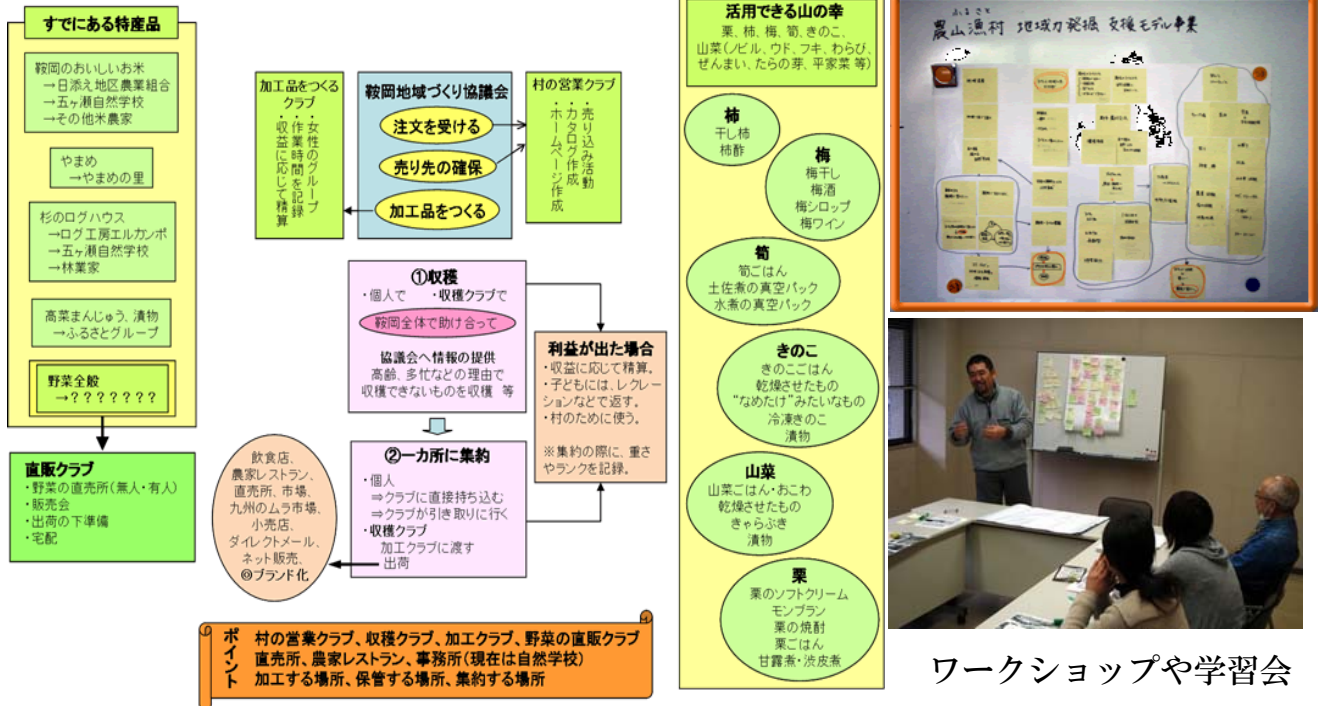 すでにある特産品
鞍岡のおいしいお米
→日添え地区農業組合
→五ヶ瀬自然学校
→その他米農家
やまめ
→やまめの里
杉のログハウス
→ログ工房エルカンボ
→五ヶ瀬自然学校
→林業家
高菜まんじゅう、漬物
→ふるさとグループ
野菜全般
→???????
直販クラブ
・野菜の直売所(無人・有人)
・販売会
・出荷の下準備
・宅配
加工品をつくる
クラブ
・女性のグループ
・作業時間を記録
・収益に応じて精算
鞍岡地域づくり協議会
注文を受ける
売り先の確保
加工品をつくる
村の営業クラブ
・売り込み活動
・カタログ作成
・ホームページ作成
①収穫
・個人で ・収穫クラブで
鞍岡全体で助け合って
協議会へ情報の提供
高齢、多忙などの理由で
収穫できないものを収穫 等
②一カ所に集約
・個人
⇒クラブに直接持ち込む
⇒クラブが引き取りに行く
・収穫クラブ
加工クラブに渡す
出荷
利益が出た場合
・収益に応じて精算。
・子どもには、レクレー
ションなどで返す。
・村のために使う。
※集約の際に、重さ
やランクを記録。
飲食店、
農家レストラン、
直売所、市場、
九州のムラ市場、
小売店、
ダイレクトメール、
ネット販売、
◎ブランド化
ポイント
村の営業クラブ、収穫クラブ、加工クラブ、野菜の直販クラブ
直売所、農家レストラン、事務所(現在は自然学校)
加工する場所、保管する場所、集約する場所
活用できる山の幸
栗、柿、梅、筍、きのこ、
山菜(ノビル、ウド、フキ、わらび、
ぜんまい、たらの芽、平家菜 等)
柿
干し柿
柿酢
梅
梅干し
梅酒
梅シロップ
梅ワイン
筍
筍ごはん
土佐煮の真空パック
水煮の真空パック
きのこ
きのこごはん
乾燥させたもの
“なめたけ”みたいなもの
冷凍きのこ
漬物
山菜
山菜ごはん・おこわ
乾燥させたもの
きゃらぶき
漬物
栗
栗のソフトクリーム
モンブラン
栗の焼酎
栗ごはん
甘露煮・渋皮煮
ふるさと
農山漁村 地域力発掘 支援モデル事業
ワークショップや学習会